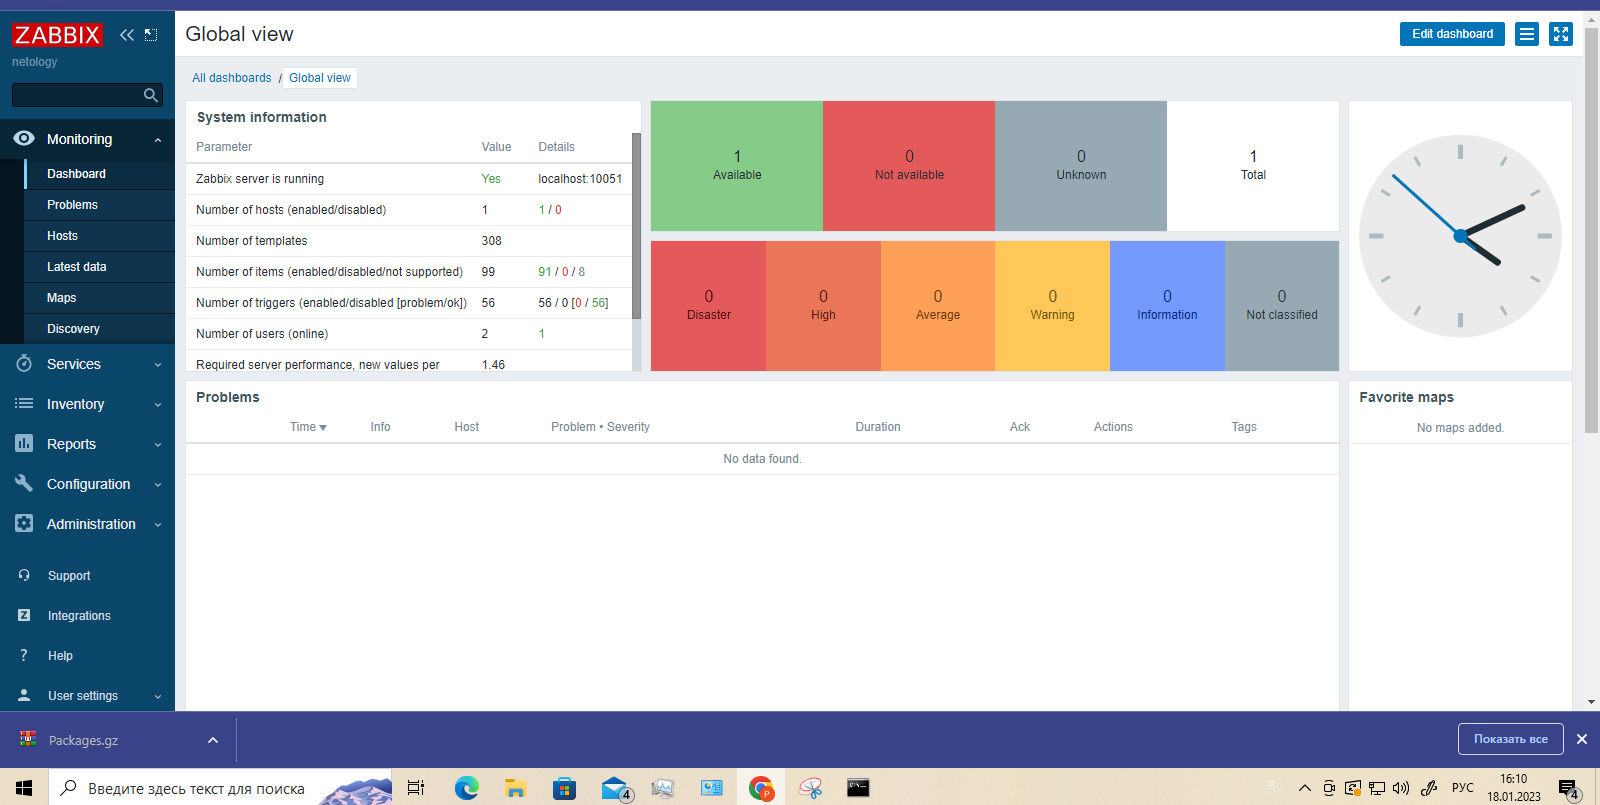 ZABBIX
netology
Monitoring
Dashboard
Problems
Hosts
Latest data
Maps
Discovery
Services
Inventory
Reports
Configuration
Administration
Support
Integrations
Help
User settings
Global view
Edit dashboard
All dashboards / Global view
System information
Parameter Value Details
Zabbix server is running Yes localhost:10051
Number of hosts (enabled/disabled) 1 1 / 0
Number of templates 308
Number of items (enabled/disabled/not supported) 99 91 / 0 / 8
Number of triggers (enabled/disabled [problem/ok]) 56 56 / 0 [0 / 56]
Number of users (online) 2 1
Required server performance, new values per 1.46
1 0 0 1
Available Not available Unknown Total
0 0 0 0 0 0
Disaster High Average Warning Information Not classified
Problems
Time Info Host Problem • Severity Duration Ack Actions Tags
No data found.
Favorite maps
No maps added.
Packages.gz
Показать все
Введите здесь текст для поиска
4
P
РУС
16:10
18.01.2023
4